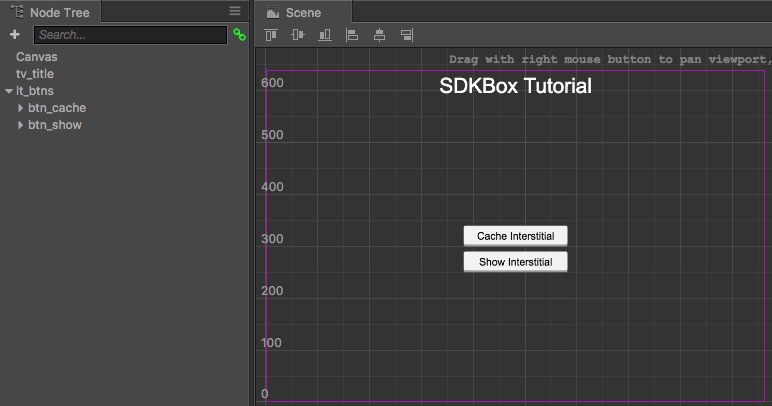 Node Tree
Search...
Canvas
tv_title
lt_btns
btn_cache
btn_show
Scene
Drag with right mouse button to pan viewport,
SDKBox Tutorial
600
500
400
300
200
100
0
Cache Interstitial
Show Interstitial